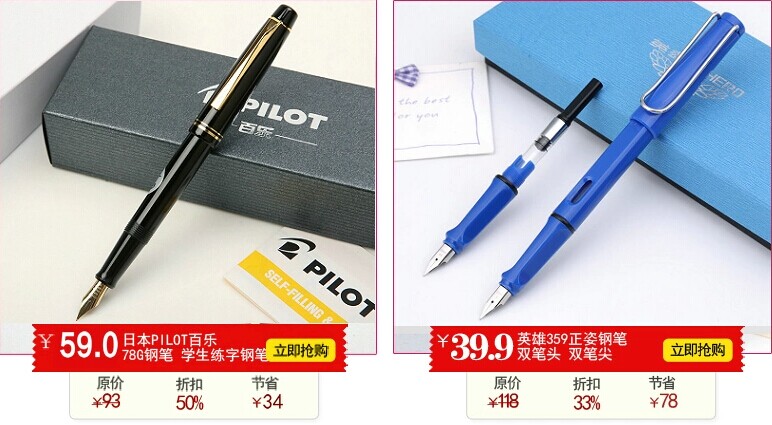 PILOT
百乐
PILOT
SELF-FILLING &
¥ 59.0 日本PILOT百乐
78G钢笔 学生练字钢笔
立即抢购
原价 折扣 节省
¥93 50% ¥34
HERO
the best
for you
¥39.9 英雄359正姿钢笔
双笔头 双笔尖
立即抢购
原价 折扣 节省
¥118 33% ¥78